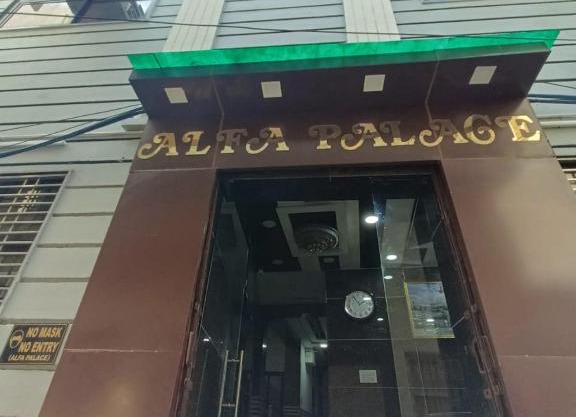 ALFA PALACE
NO MASK
NO ENTRY
(ALFA PALACE)